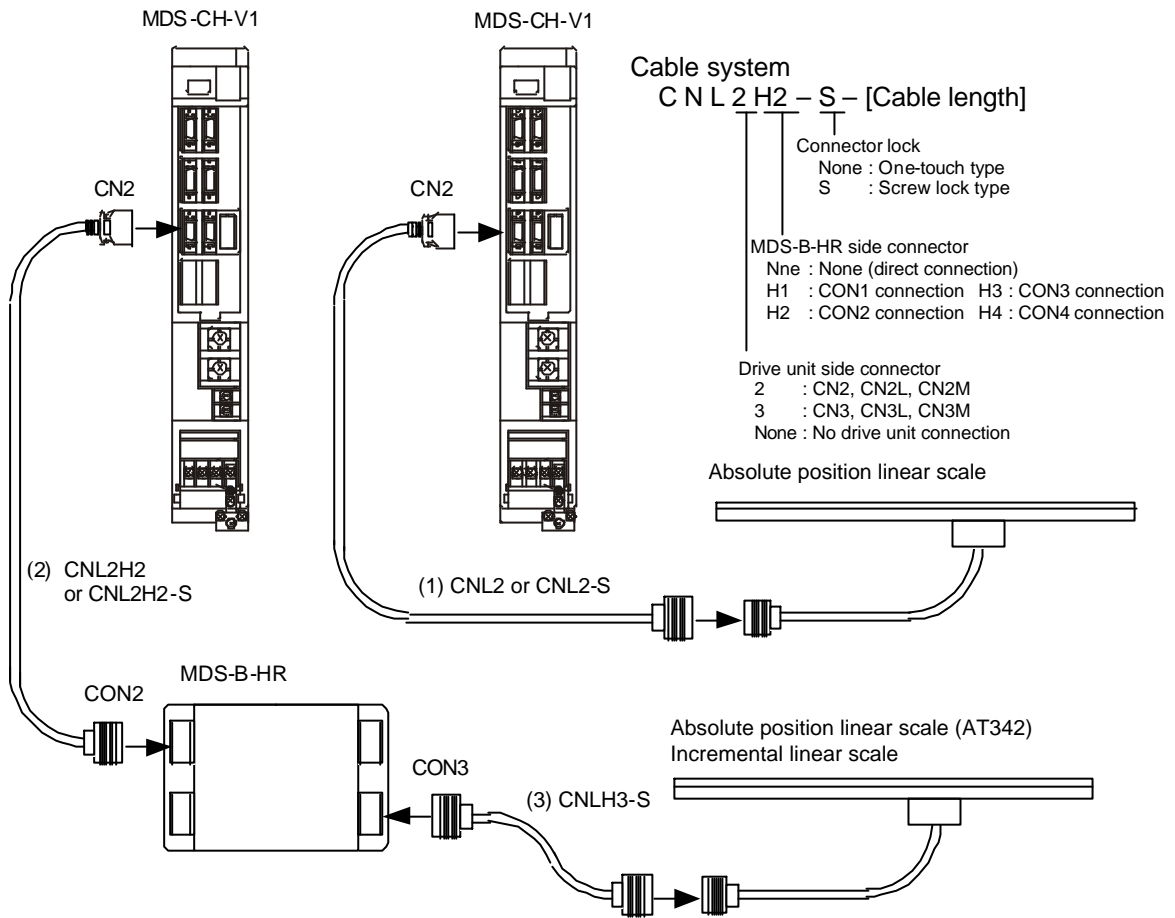 MDS-CH-V1
MDS-CH-V1
Cable system
C N L 2 H2 – S – [Cable length]
Connector lock
None : One-touch type
S : Screw lock type
CN2
CN2
MDS-B-HR side connector
Nne : None (direct connection)
H1 : CON1 connection H3 : CON3 connection
H2 : CON2 connection H4 : CON4 connection
Drive unit side connector
2 : CN2, CN2L, CN2M
3 : CN3, CN3L, CN3M
None : No drive unit connection
Absolute position linear scale
(2) CNL2H2
or CNL2H2-S
(1) CNL2 or CNL2-S
MDS-B-HR
CON2
Absolute position linear scale (AT342)
Incremental linear scale
CON3
(3) CNLH3-S